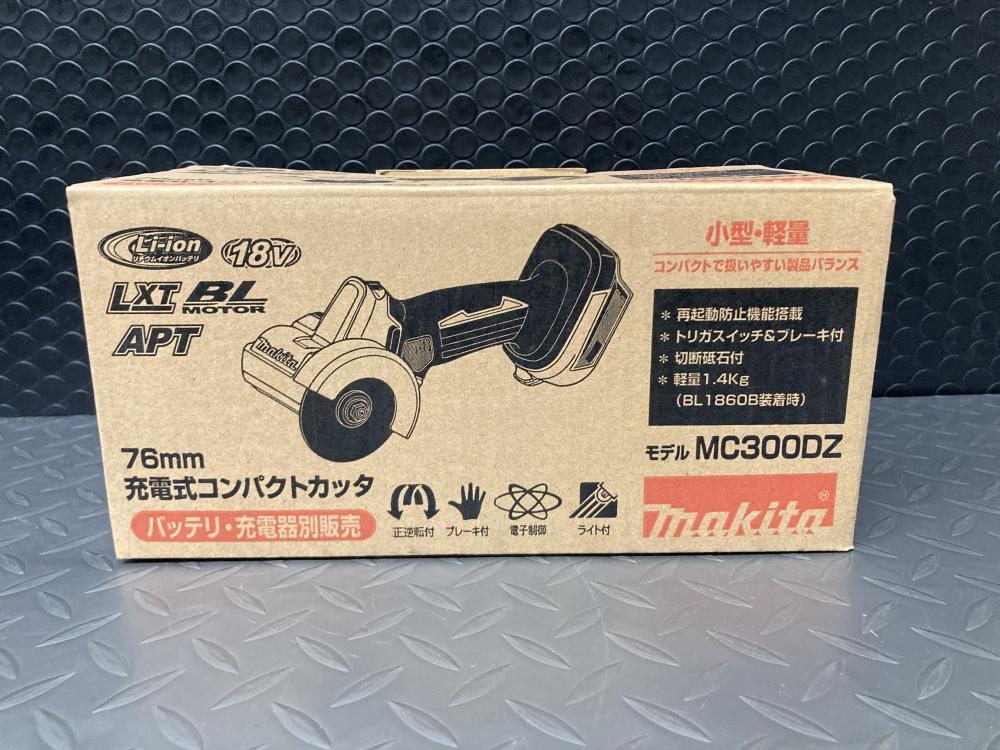 Li-ion
リチウムイオンバッテリ
18V
LXT BL
MOTOR
APT
makita
76mm
充電式コンパクトカッタ
バッテリ・充電器別販売
正逆転付
ブレーキ付
電子制御
ライト付
小型・軽量
コンパクトで扱いやすい製品バランス
* 再起動防止機能搭載
* トリガスイッチ&ブレーキ付
* 切断砥石付
* 軽量1.4Kg
(BL1860B装着時)
モデル MC300DZ
makita®